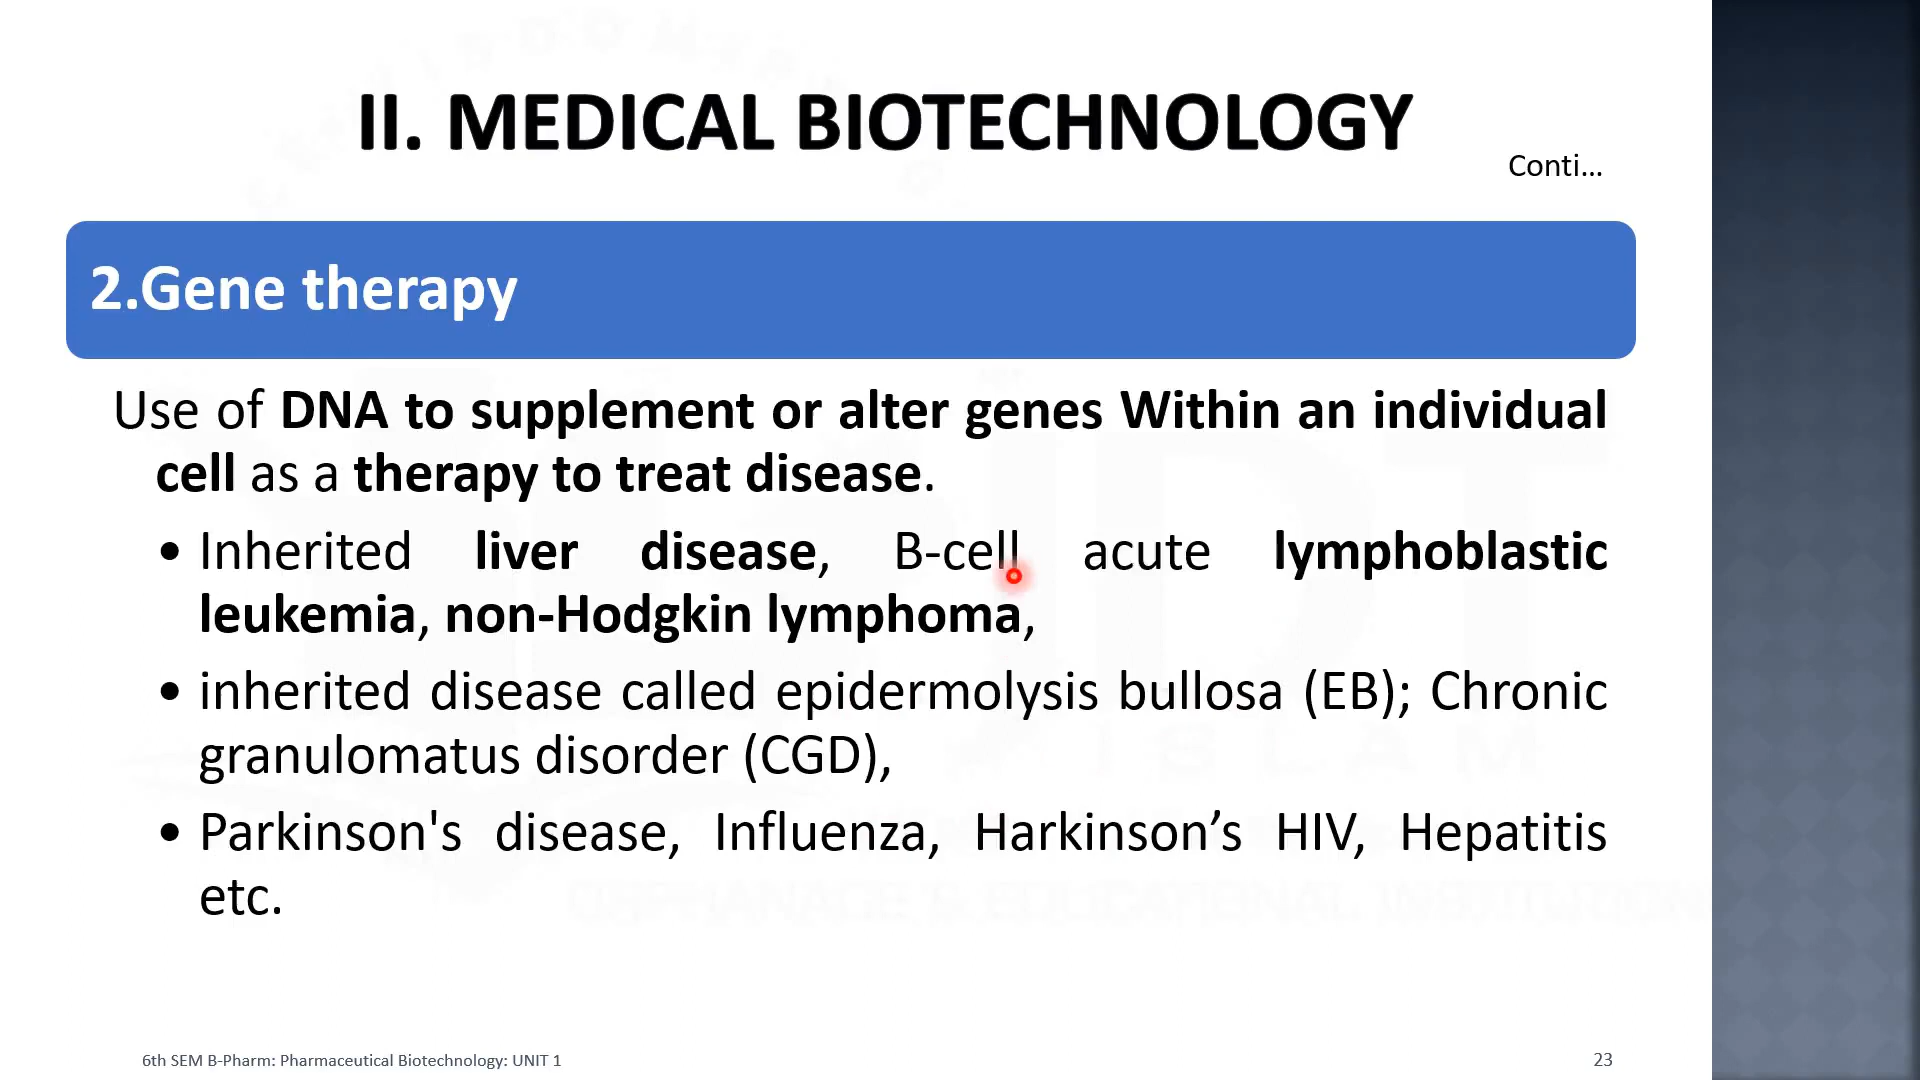 II. MEDICAL BIOTECHNOLOGY
Conti...
2.Gene therapy
Use of DNA to supplement or alter genes Within an individual
cell as a therapy to treat disease.
• Inherited liver disease, B-cell acute lymphoblastic
leukemia, non-Hodgkin lymphoma,
• inherited disease called epidermolysis bullosa (EB); Chronic
granulomatus disorder (CGD),
• Parkinson's disease, Influenza, Harkinson’s HIV, Hepatitis
etc.
6th SEM B-Pharm: Pharmaceutical Biotechnology: UNIT 1
23